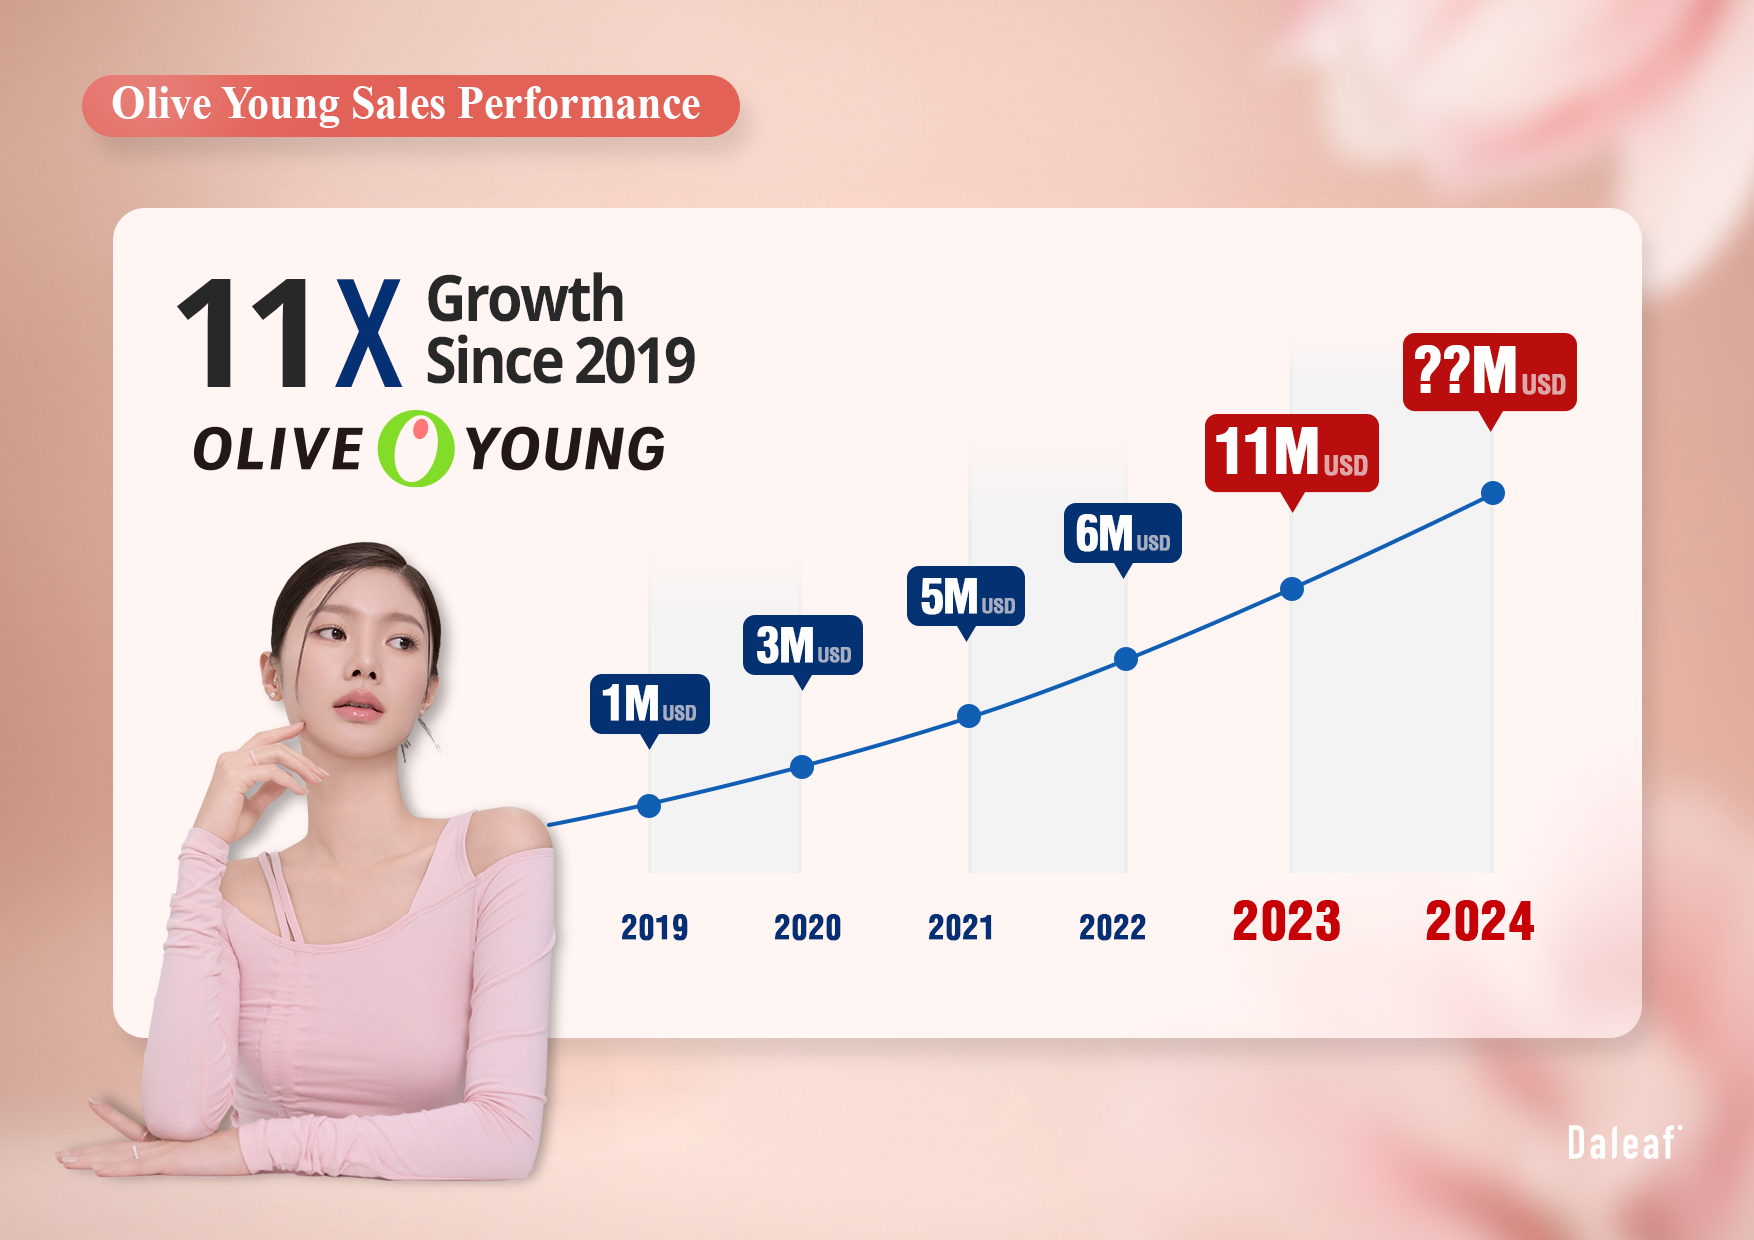 Olive Young Sales Performance
11X
Growth
Since 2019
OLIVE YOUNG
1M USD
3M USD
5M USD
6M USD
11M USD
??M USD
2019
2020
2021
2022
2023
2024
Daleaf